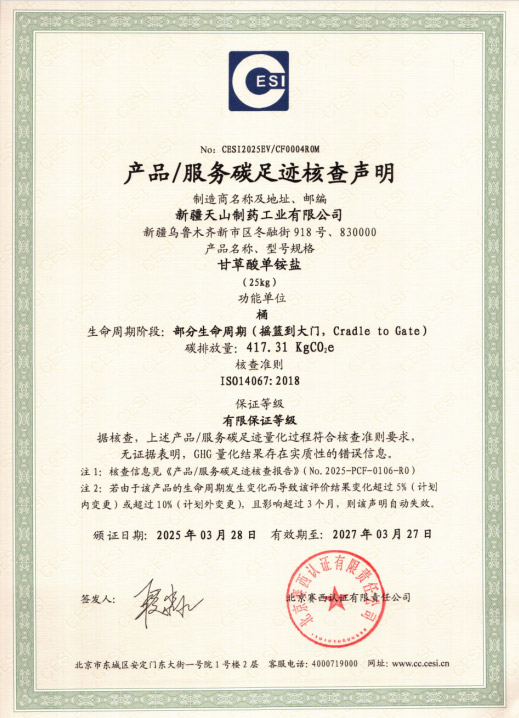 CESI
No: CESI2025EV/CF0004R0M
产品/服务碳足迹核查声明
制造商名称及地址、邮编
新疆天山制药工业有限公司
新疆乌鲁木齐新市区冬融街918号、830000
产品名称、型号规格
甘草酸单铵盐
(25kg)
功能单位
桶
生命周期阶段：部分生命周期(摇篮到大门，Cradle to Gate)
碳排放量：417.31 KgCO₂e
核查准则
ISO14067:2018
保证等级
有限保证等级
据核查，上述产品/服务碳足迹量化过程符合核查准则要求，
无证据表明，GHG量化结果存在实质性的错误信息。
注1：核查信息见《产品/服务碳足迹核查报告》(No.2025-PCF-0106-R0)
注2：若由于该产品的生命周期发生变化而导致该评价结果变化超过5%(计划
内变更)或超过10%(计划外变更)，且影响超过3个月，则该声明自动失效。
颁证日期：2025年03月28日 有效期至：2027年03月27日
签发人：
北京赛西认证有限责任公司
北京赛西认证有限责任公司
北京市东城区安定门东大街一号院1号楼2层 客服电话：4000719000 网址：www.cc.cesi.cn